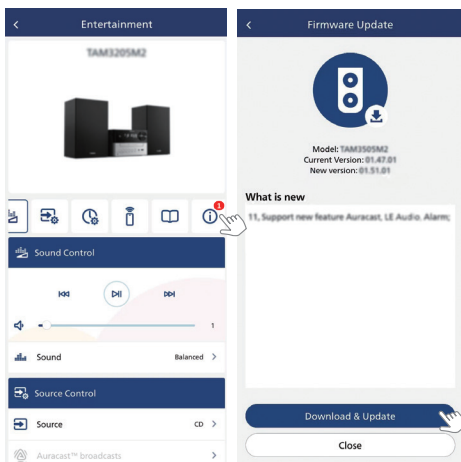 Entertainment
TAM3205M2
1
Sound Control
1
Sound
Balanced
Source Control
Source
CD
Auracast™ broadcasts
Firmware Update
Model: TAM3505M2
Current Version: 01.47.01
New version: 01.51.01
What is new
11, Support new feature Auracast, LE Audio. Alarm;
Download & Update
Close